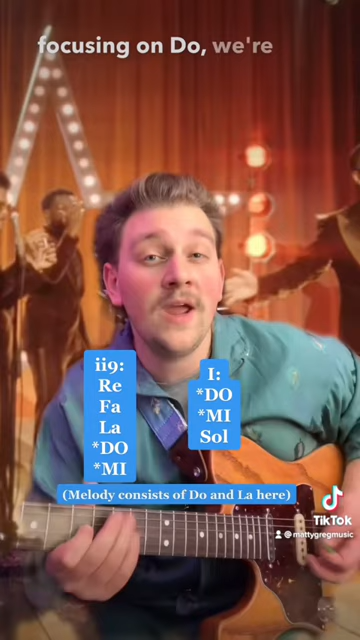 focusing on Do, we're
ii9:
Re
Fa
La
*DO
*MI
I:
*DO
*MI
Sol
(Melody consists of Do and La here)
TikTok
@mattygregmusic